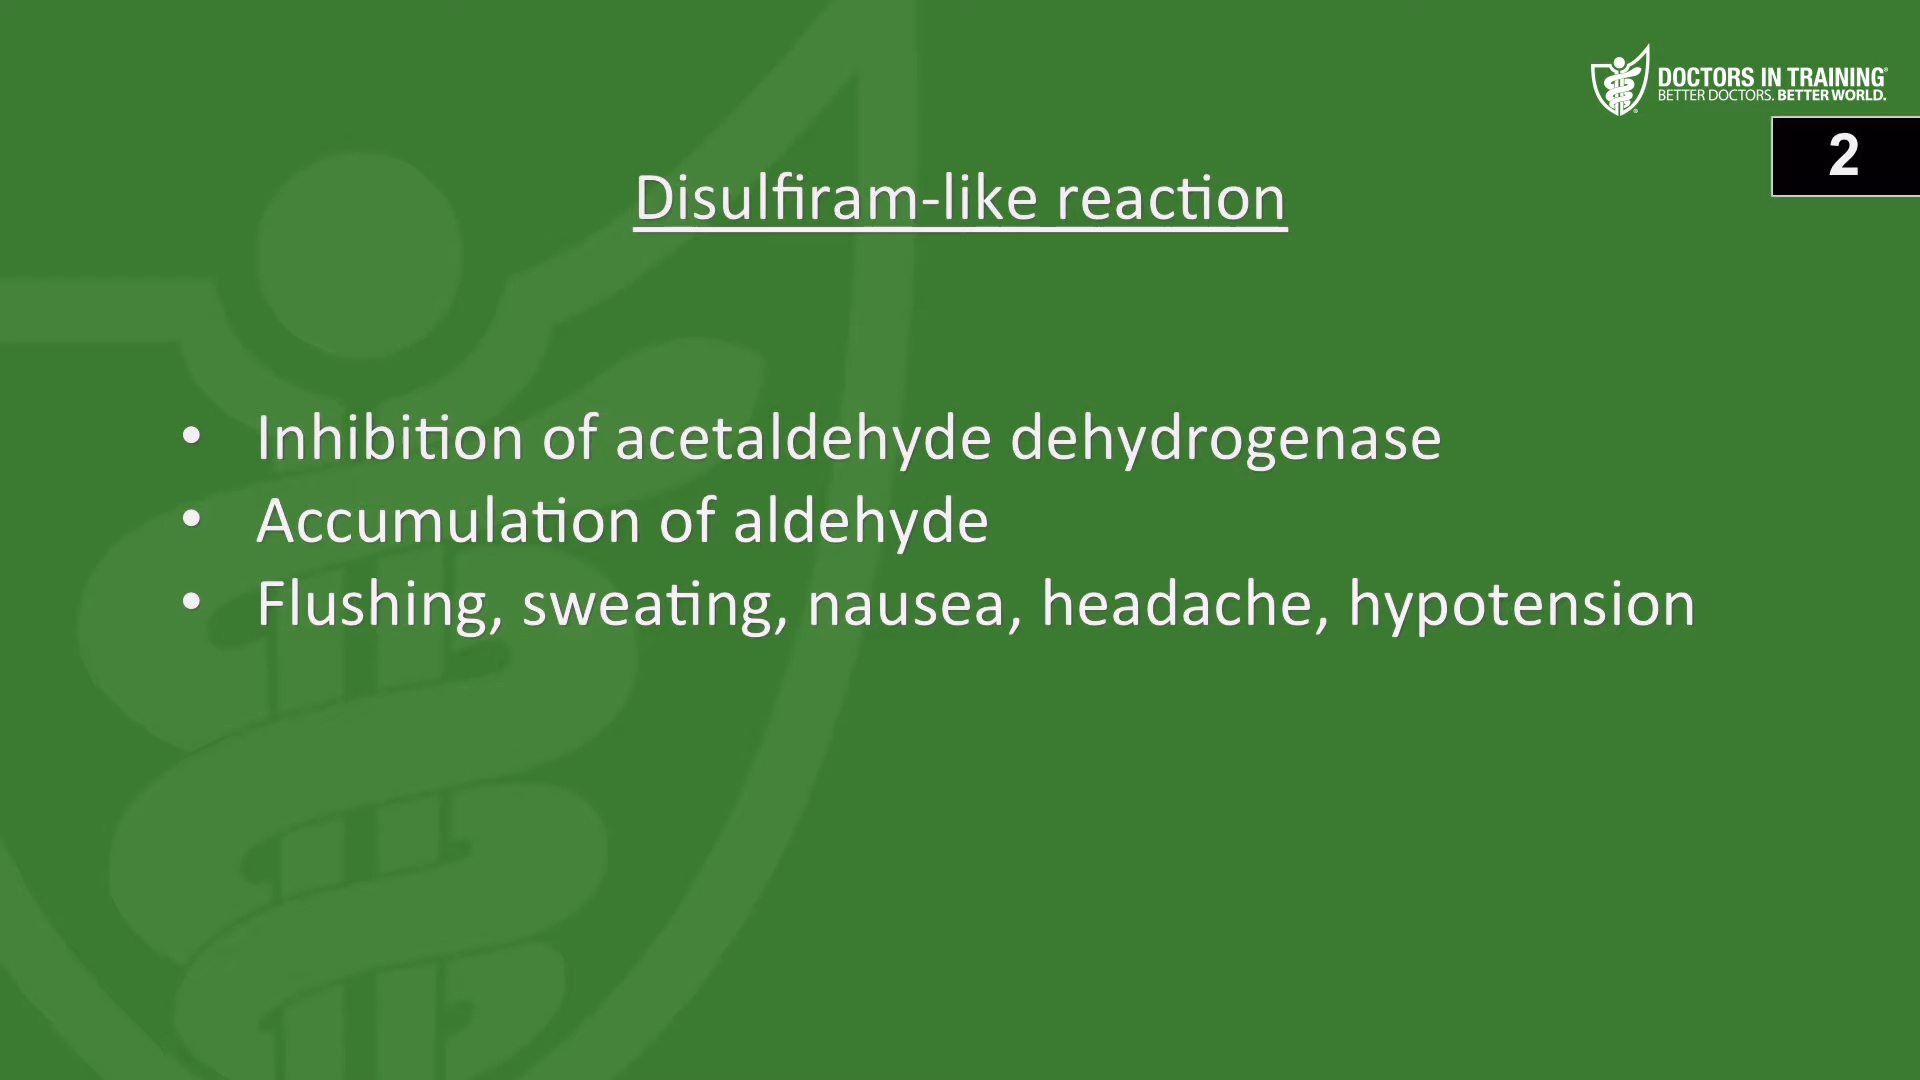 DOCTORS IN TRAINING®
BETTER DOCTORS. BETTER WORLD.
2
Disulfiram-like reaction
• Inhibition of acetaldehyde dehydrogenase
• Accumulation of aldehyde
• Flushing, sweating, nausea, headache, hypotension